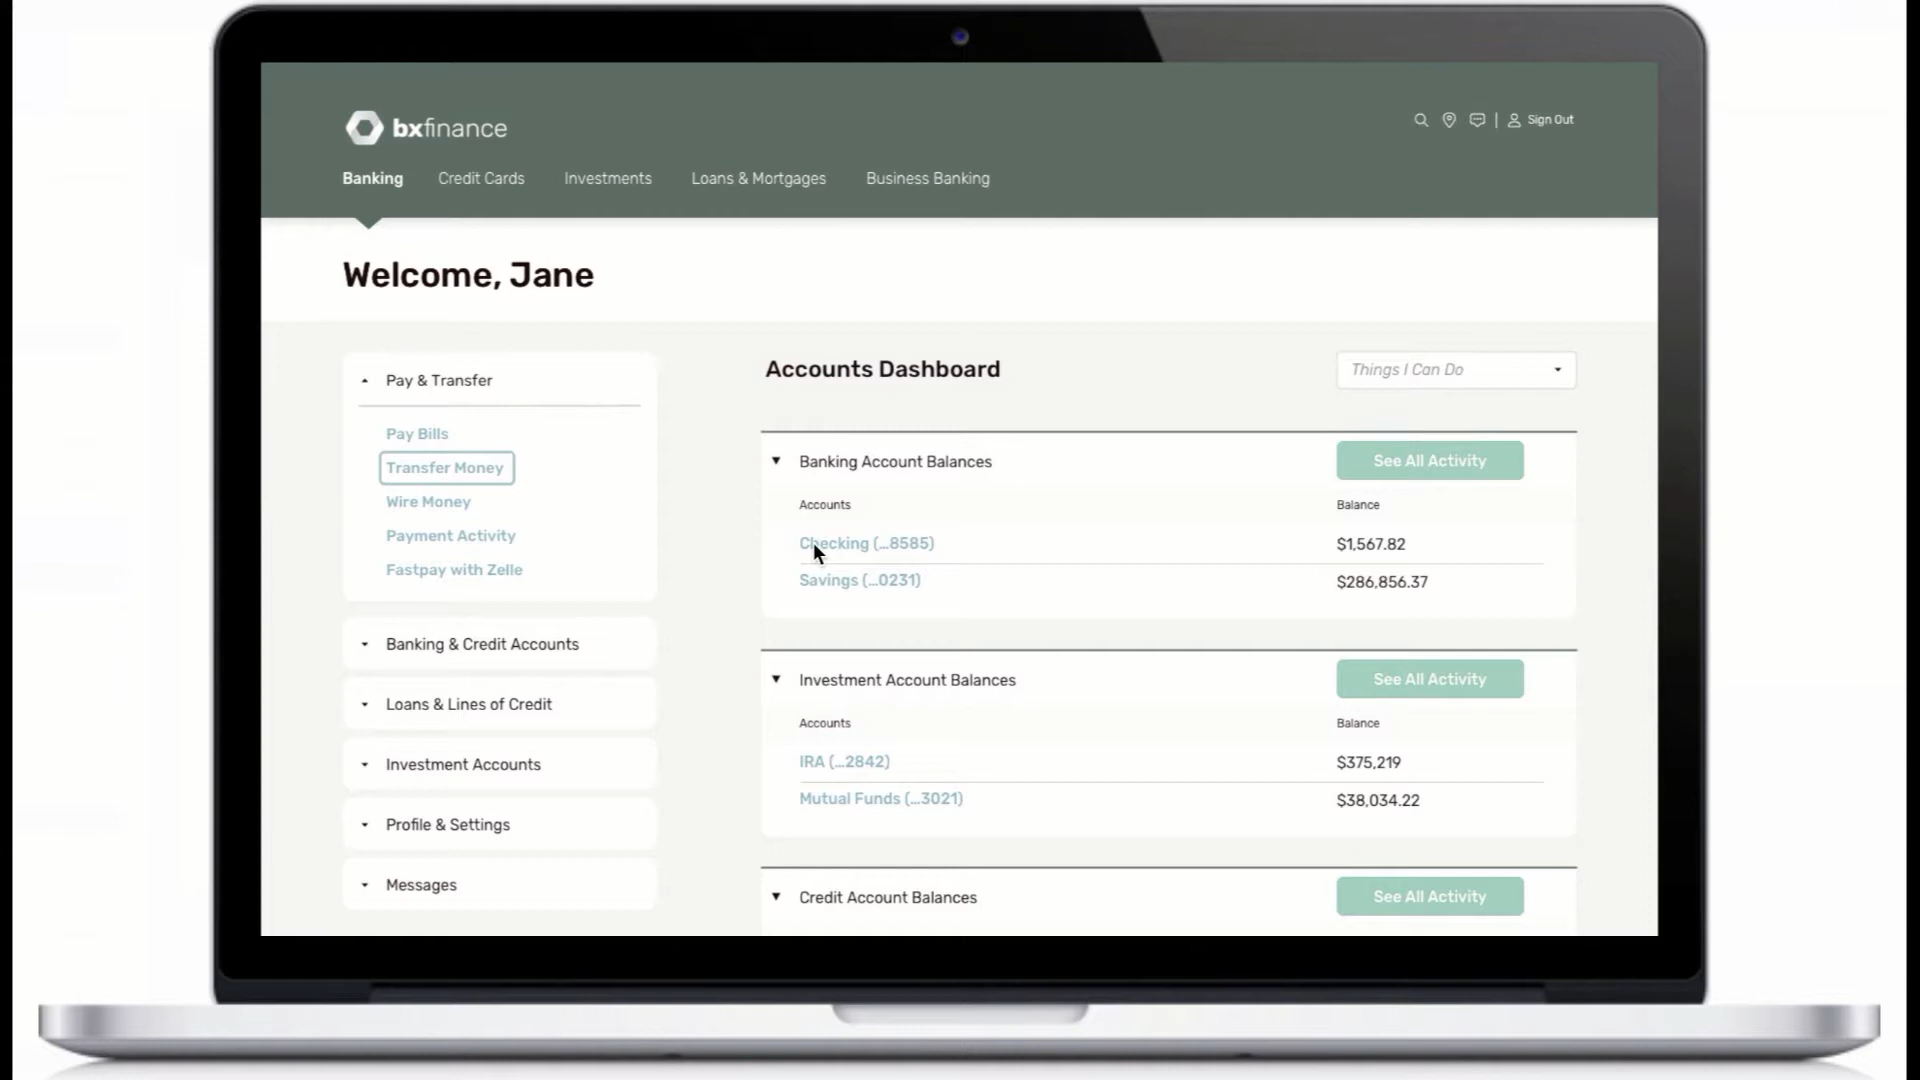 bxfinance
Sign Out
Banking
Credit Cards
Investments
Loans & Mortgages
Business Banking
Welcome, Jane
Pay & Transfer
Pay Bills
Transfer Money
Wire Money
Payment Activity
Fastpay with Zelle
Banking & Credit Accounts
Loans & Lines of Credit
Investment Accounts
Profile & Settings
Messages
Accounts Dashboard
Things I Can Do
Banking Account Balances
See All Activity
Accounts Balance
Checking (...8585) $1,567.82
Savings (...0231) $286,856.37
Investment Account Balances
See All Activity
Accounts Balance
IRA (...2842) $375,219
Mutual Funds (...3021) $38,034.22
Credit Account Balances
See All Activity